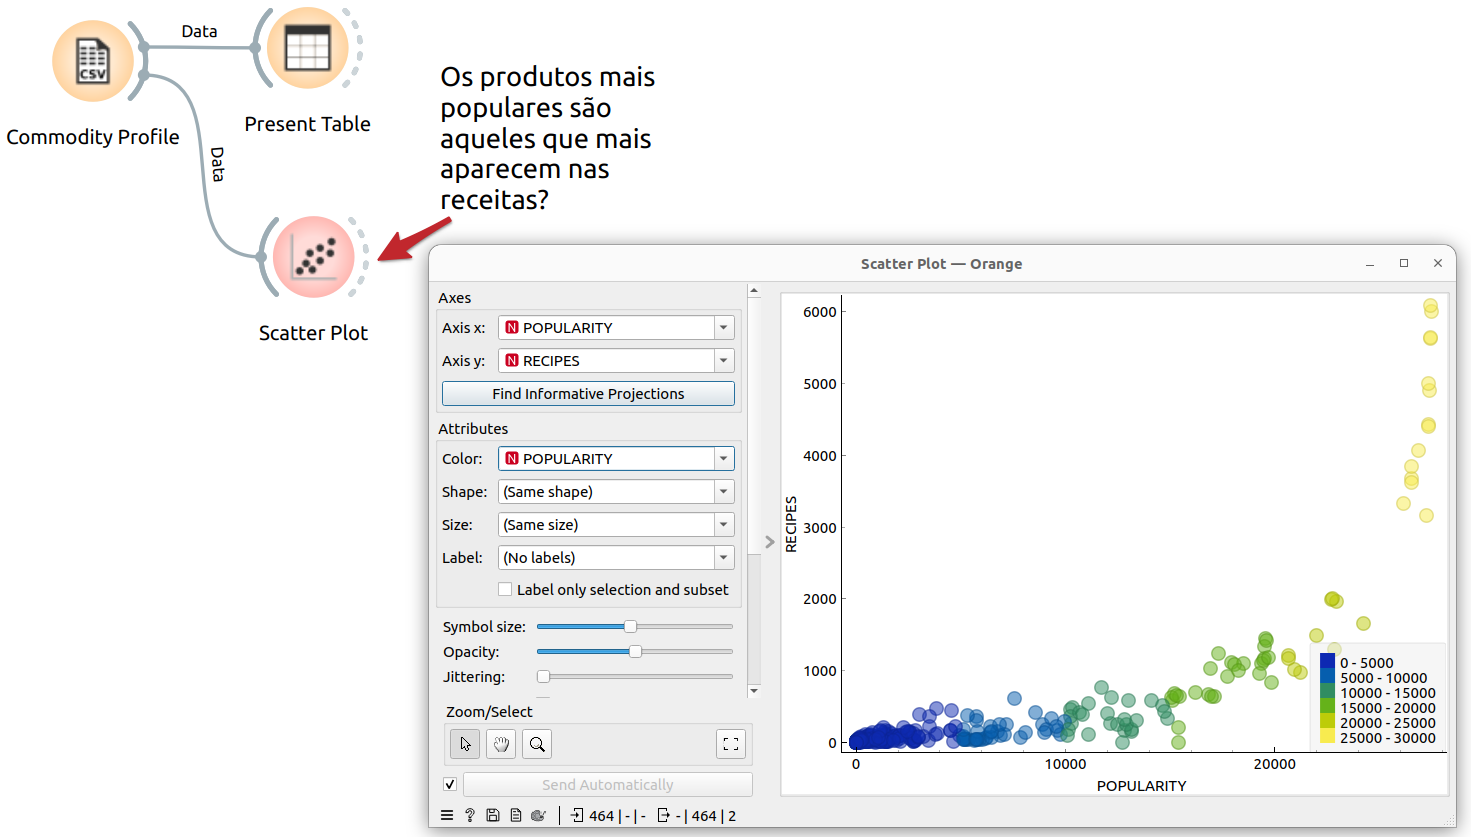 Data
CSV
Commodity Profile
Present Table
Data
Scatter Plot
Os produtos mais
populares são
aqueles que mais
aparecem nas
receitas?
Scatter Plot — Orange
Axes
Axis x: N POPULARITY
Axis y: N RECIPES
Find Informative Projections
Attributes
Color: N POPULARITY
Shape: (Same shape)
Size: (Same size)
Label: (No labels)
Label only selection and subset
Symbol size:
Opacity:
Jittering:
Zoom/Select
Send Automatically
464 | - | - - | 464 | 2
RECIPES
6000
5000
4000
3000
2000
1000
0
0 10000 20000
POPULARITY
0 - 5000
5000 - 10000
10000 - 15000
15000 - 20000
20000 - 25000
25000 - 30000